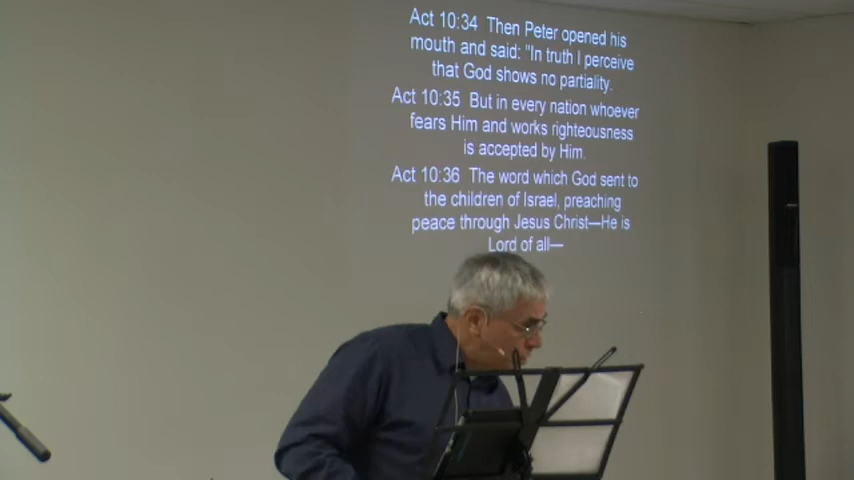 Act 10:34 Then Peter opened his
mouth and said: "In truth I perceive
that God shows no partiality.
Act 10:35 But in every nation whoever
fears Him and works righteousness
is accepted by Him.
Act 10:36 The word which God sent to
the children of Israel, preaching
peace through Jesus Christ—He is
Lord of all—